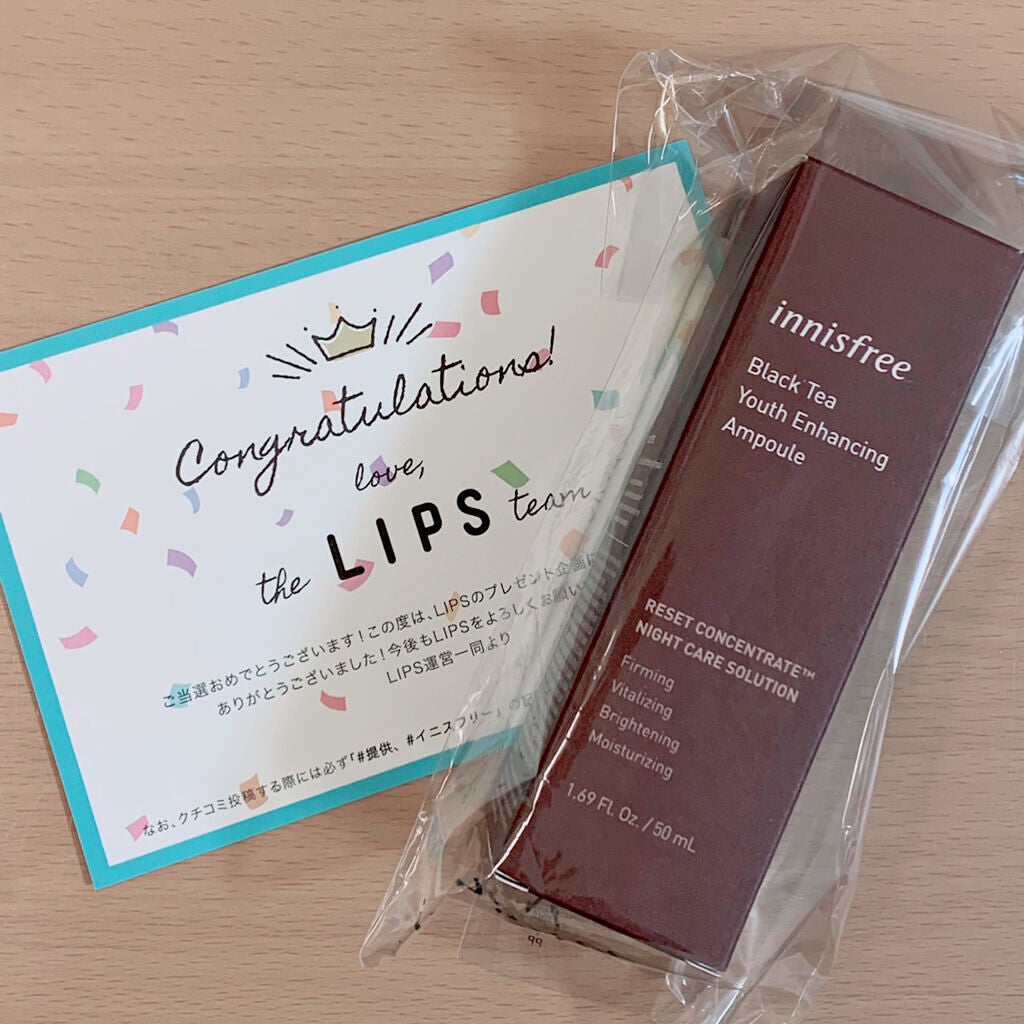 Congratulations!
love,
the LIPS team
ご当選おめでとうございます！この度は、LIPSのプレゼント企画に
ありがとうございました！今後もLIPSをよろしくお願い
LIPS運営一同より
なお、クチコミ投稿する際には必ず「#提供、#イニスフリー」の記
innisfree
Black Tea
Youth Enhancing
Ampoule
RESET CONCENTRATE™
NIGHT CARE SOLUTION
Firming
Vitalizing
Brightening
Moisturizing
1.69 FL. Oz. / 50 mL